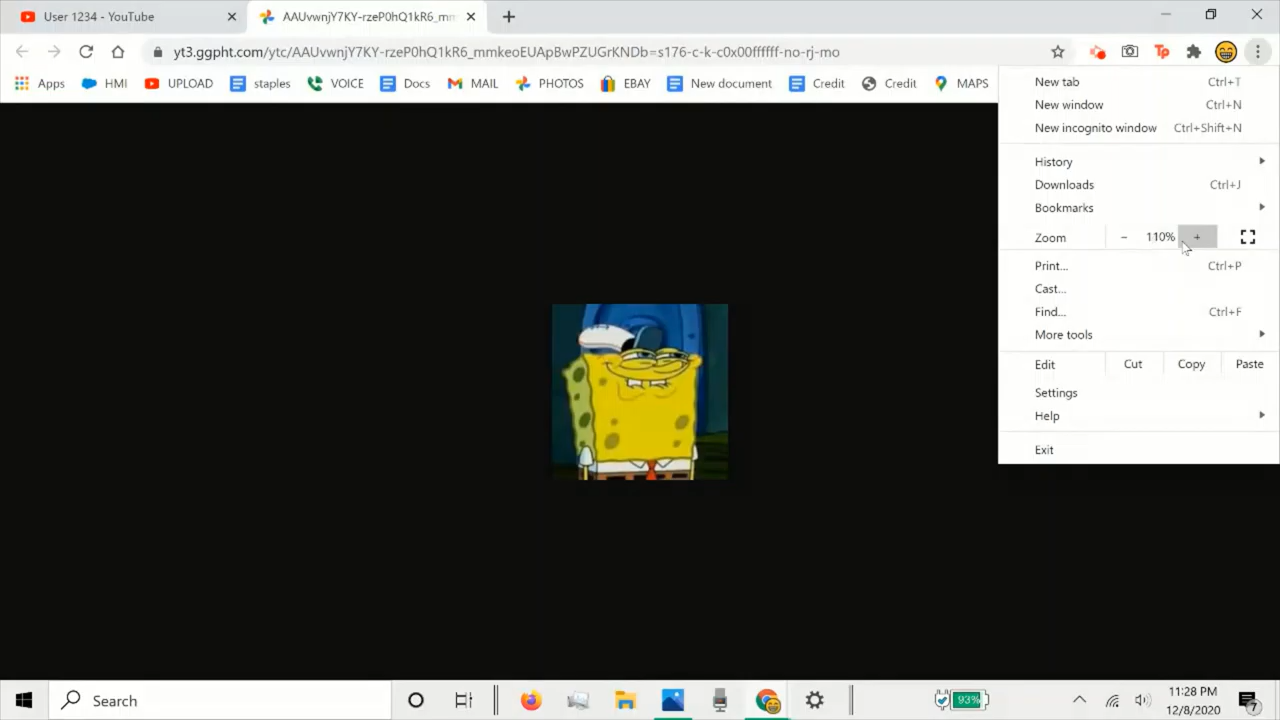 User 1234 - YouTube
AAUvwnjY7KY-rzeP0hQ1kR6_mm
yt3.ggpht.com/ytc/AAUvwnjY7KY-rzeP0hQ1kR6_mmkeoEUApBwPZUGrKNDb=s176-c-k-c0x00ffffff-no-rj-mo
Apps
HMI
UPLOAD
staples
VOICE
Docs
MAIL
PHOTOS
EBAY
New document
Credit
Credit
MAPS
New tab Ctrl+T
New window Ctrl+N
New incognito window Ctrl+Shift+N
History
Downloads Ctrl+J
Bookmarks
Zoom - 110% +
Print... Ctrl+P
Cast...
Find... Ctrl+F
More tools
Edit Cut Copy Paste
Settings
Help
Exit
Search
93%
11:28 PM
12/8/2020
7